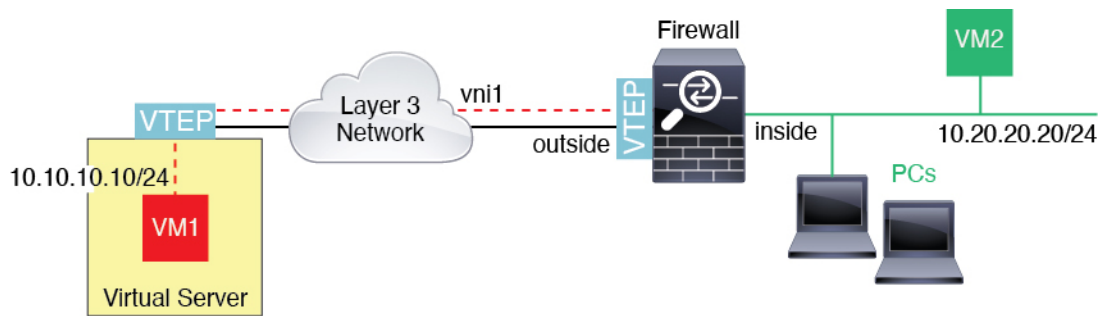 Firewall
VM2
VTEP
Layer 3
Network
vni1
outside
VTEP
inside
10.20.20.20/24
10.10.10.10/24
VM1
PCs
Virtual Server